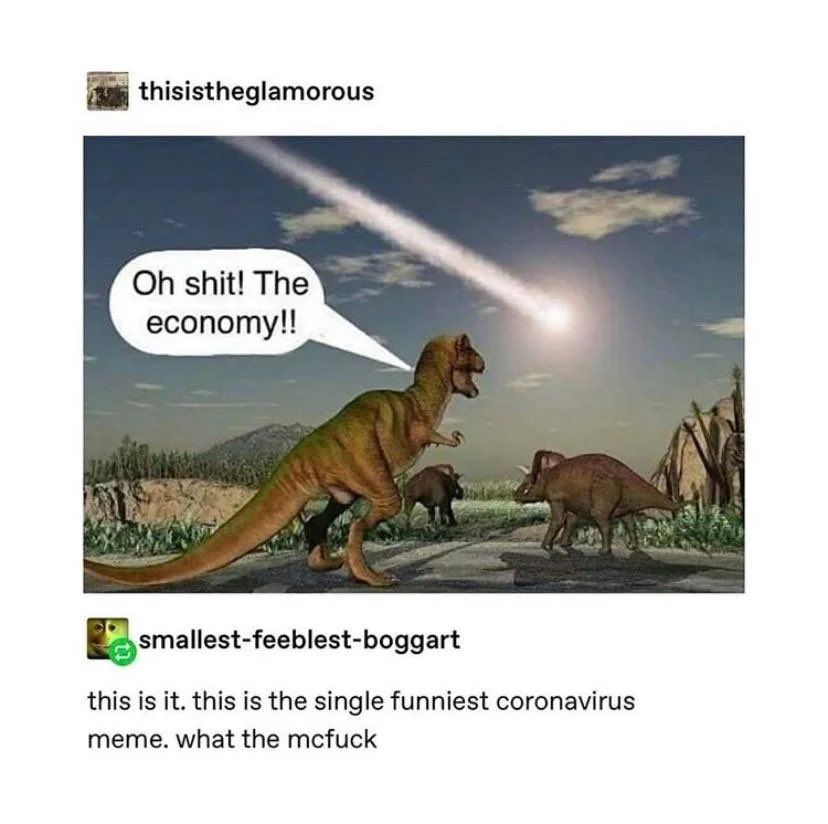 thisistheglamorous
Oh shit! The
economy!!
smallest-feeblest-boggart
this is it. this is the single funniest coronavirus
meme. what the mcfuck